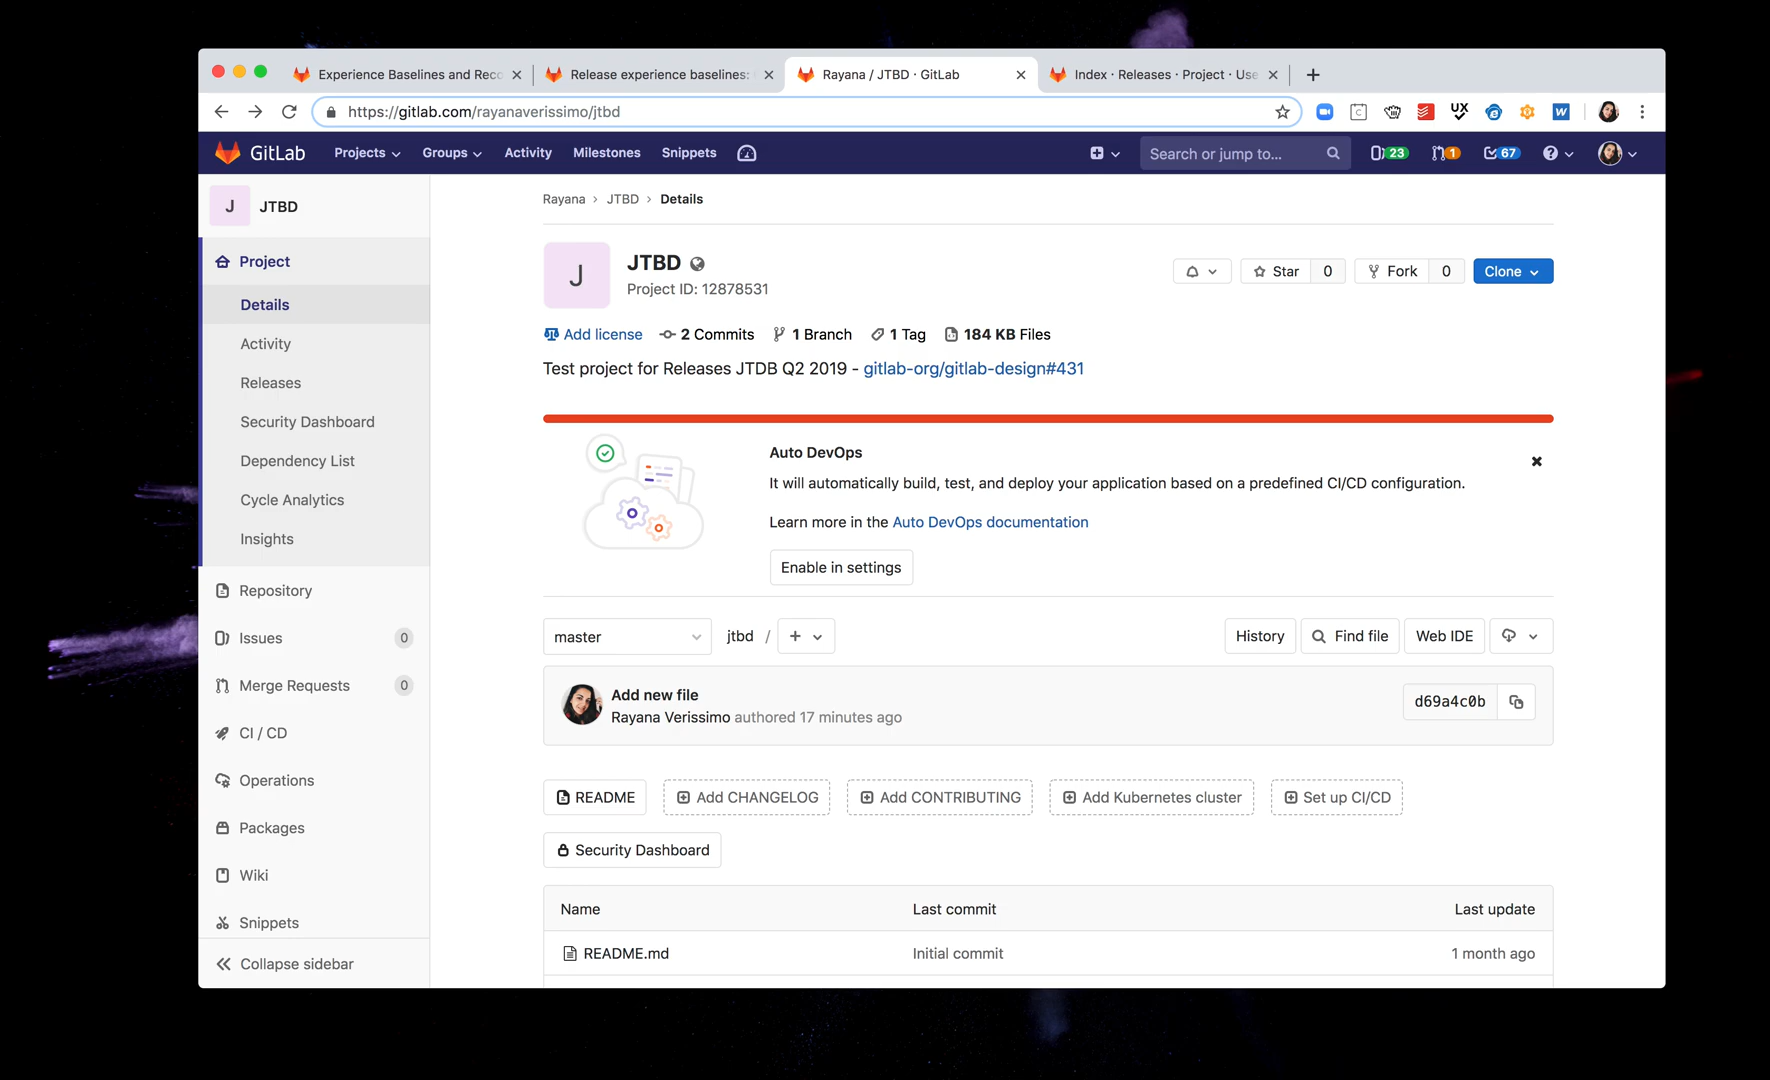 Experience Baselines and Reco
Release experience baselines:
Rayana / JTBD · GitLab
Index · Releases · Project · Use
https://gitlab.com/rayanaverissimo/jtbd
UX
W
GitLab
Projects
Groups
Activity
Milestones
Snippets
Search or jump to...
23
1
67
J
JTBD
Rayana › JTBD › Details
Project
Details
Activity
Releases
Security Dashboard
Dependency List
Cycle Analytics
Insights
Repository
Issues 0
Merge Requests 0
CI / CD
Operations
Packages
Wiki
Snippets
Collapse sidebar
J
JTBD
Project ID: 12878531
Star 0
Fork 0
Clone
Add license 2 Commits 1 Branch 1 Tag 184 KB Files
Test project for Releases JTDB Q2 2019 - gitlab-org/gitlab-design#431
Auto DevOps
It will automatically build, test, and deploy your application based on a predefined CI/CD configuration.
Learn more in the Auto DevOps documentation
Enable in settings
master
jtbd /
History
Find file
Web IDE
Add new file
Rayana Verissimo authored 17 minutes ago
d69a4c0b
README
Add CHANGELOG
Add CONTRIBUTING
Add Kubernetes cluster
Set up CI/CD
Security Dashboard
Name Last commit Last update
README.md Initial commit 1 month ago